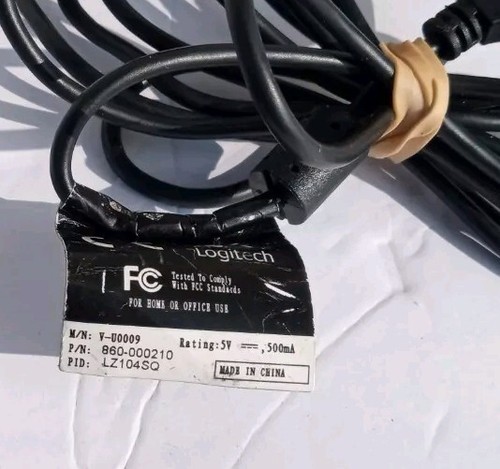 Logitech
FC Tested To Comply
With FCC Standards
FOR HOME OR OFFICE USE
M/N: V-U0009
Rating:5V ⎓,500mA
P/N: 860-000210
PID: LZ104SQ
MADE IN CHINA